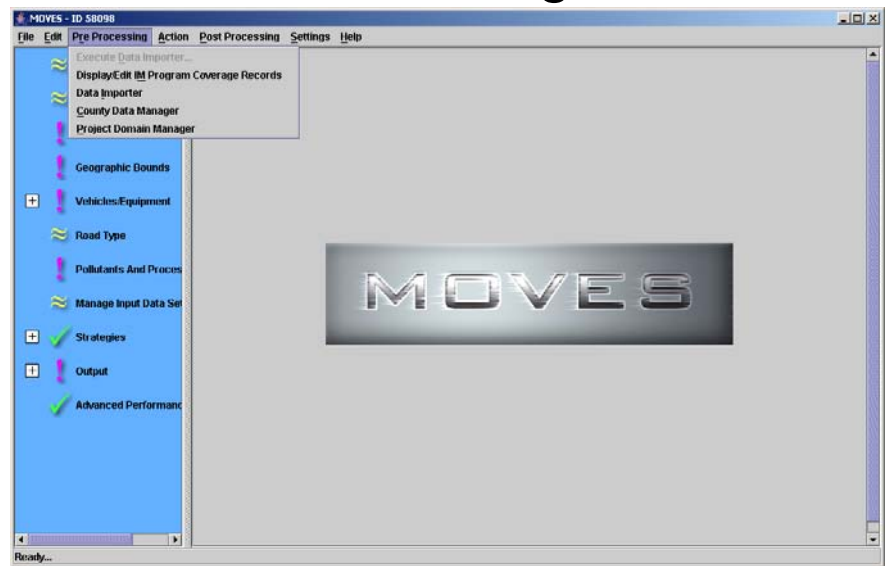 MOVES - ID 58098
File Edit Pre Processing Action Post Processing Settings Help
Execute Data Importer...
Display/Edit IM Program Coverage Records
Data Importer
County Data Manager
Project Domain Manager
Geographic Bounds
Vehicles/Equipment
Road Type
Pollutants And Proces
Manage Input Data Set
Strategies
Output
Advanced Performanc
MOVES
Ready...